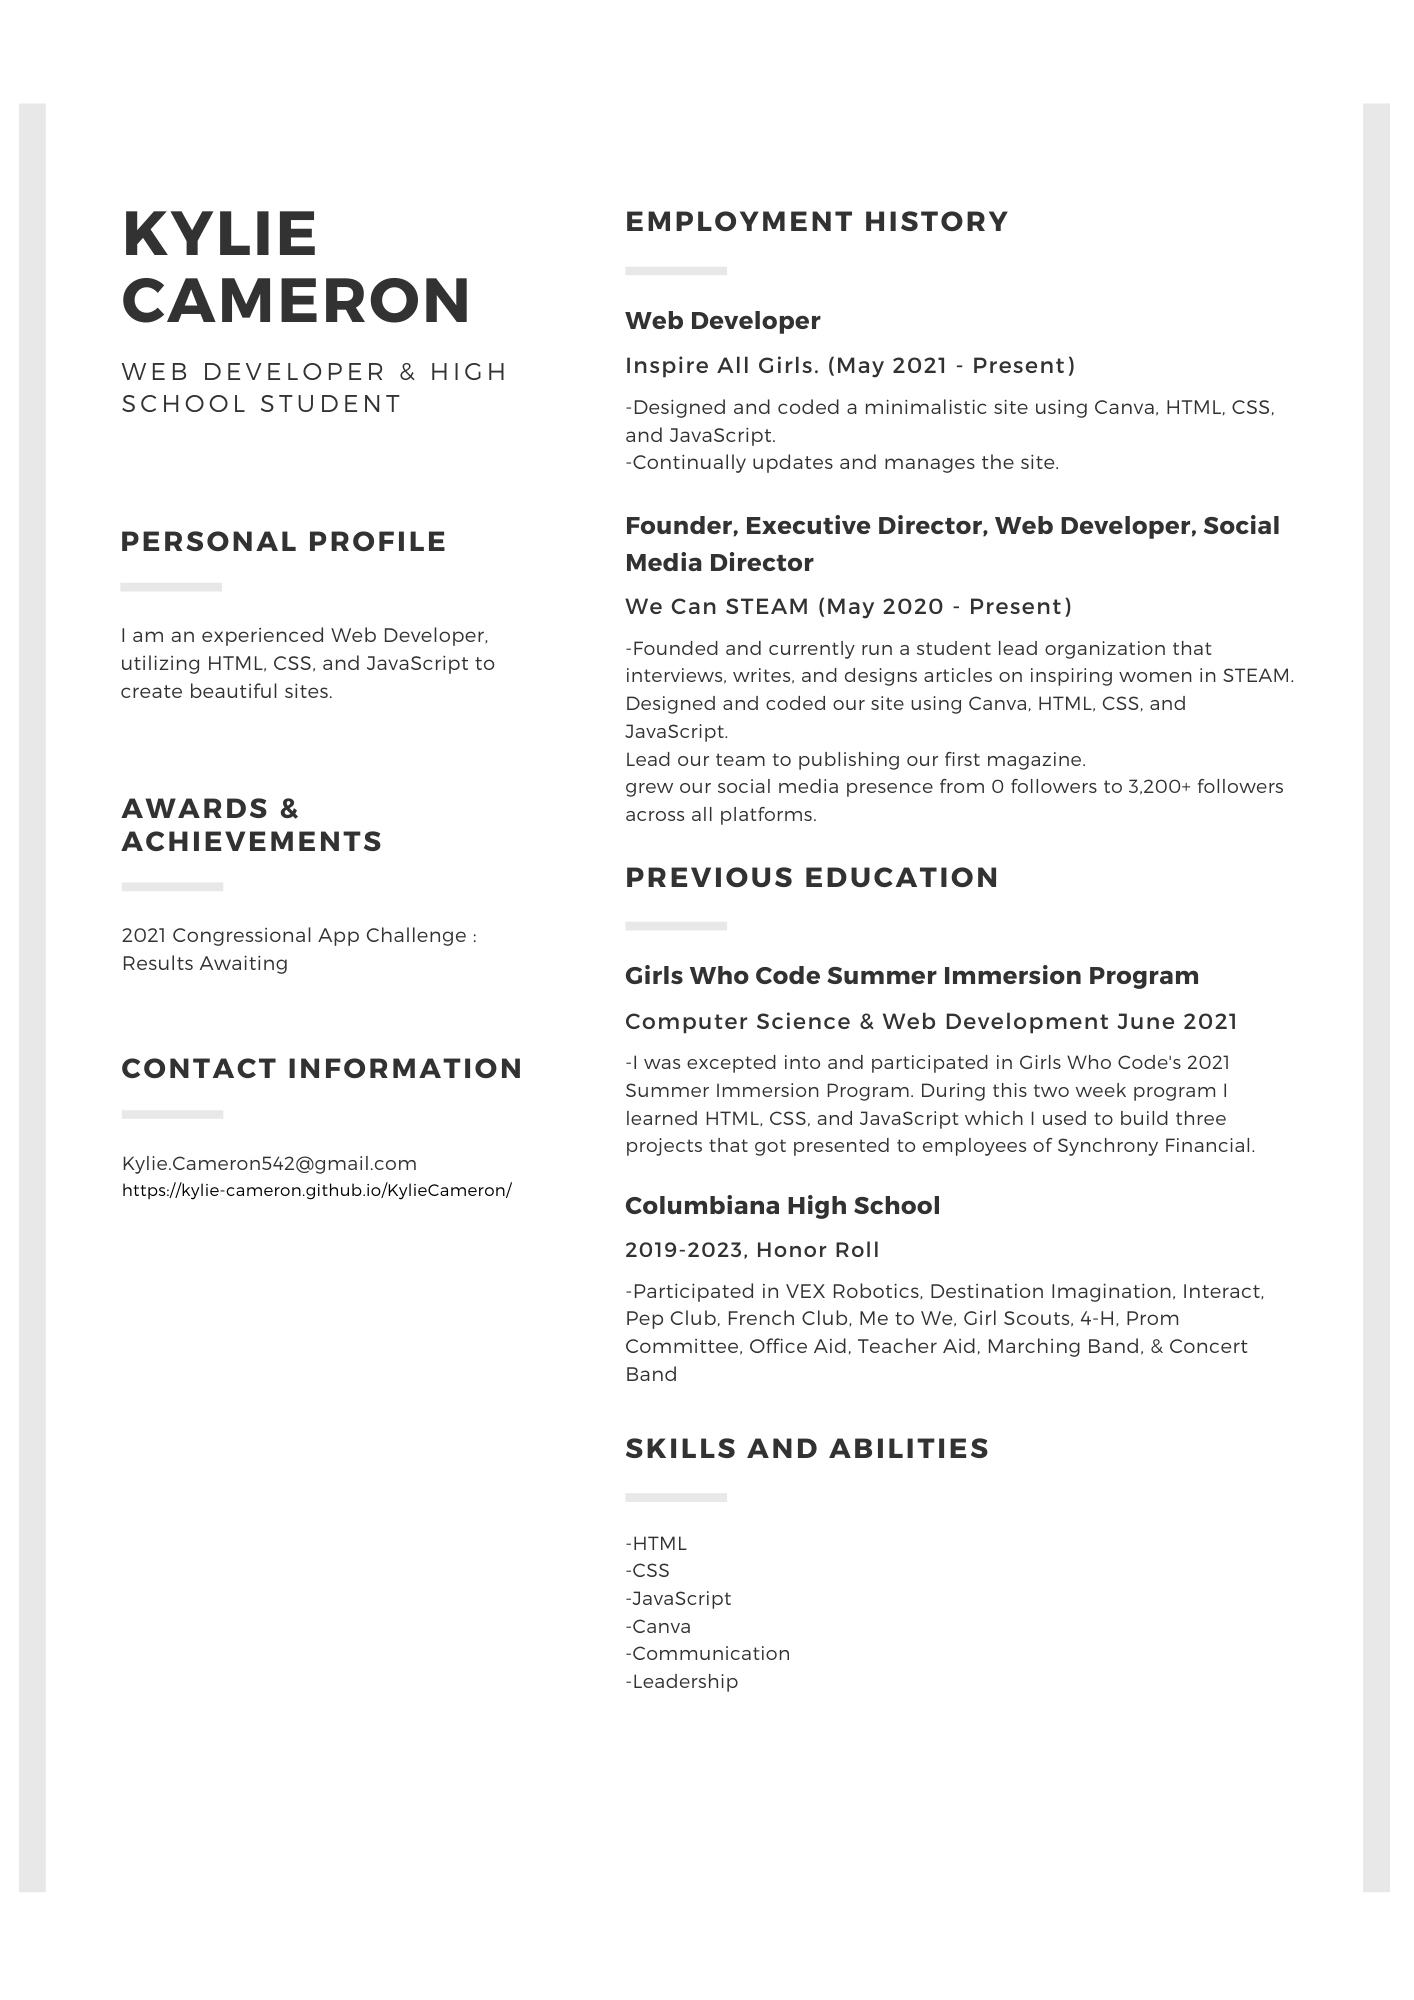 KYLIE
CAMERON
WEB DEVELOPER & HIGH
SCHOOL STUDENT
PERSONAL PROFILE
I am an experienced Web Developer,
utilizing HTML, CSS, and JavaScript to
create beautiful sites.
AWARDS &
ACHIEVEMENTS
2021 Congressional App Challenge :
Results Awaiting
CONTACT INFORMATION
Kylie.Cameron542@gmail.com
https://kylie-cameron.github.io/KylieCameron/
EMPLOYMENT HISTORY
Web Developer
Inspire All Girls. (May 2021 - Present)
-Designed and coded a minimalistic site using Canva, HTML, CSS,
and JavaScript.
-Continually updates and manages the site.
Founder, Executive Director, Web Developer, Social
Media Director
We Can STEAM (May 2020 - Present)
-Founded and currently run a student lead organization that
interviews, writes, and designs articles on inspiring women in STEAM.
Designed and coded our site using Canva, HTML, CSS, and
JavaScript.
Lead our team to publishing our first magazine.
grew our social media presence from 0 followers to 3,200+ followers
across all platforms.
PREVIOUS EDUCATION
Girls Who Code Summer Immersion Program
Computer Science & Web Development June 2021
-I was excepted into and participated in Girls Who Code's 2021
Summer Immersion Program. During this two week program I
learned HTML, CSS, and JavaScript which I used to build three
projects that got presented to employees of Synchrony Financial.
Columbiana High School
2019-2023, Honor Roll
-Participated in VEX Robotics, Destination Imagination, Interact,
Pep Club, French Club, Me to We, Girl Scouts, 4-H, Prom
Committee, Office Aid, Teacher Aid, Marching Band, & Concert
Band
SKILLS AND ABILITIES
-HTML
-CSS
-JavaScript
-Canva
-Communication
-Leadership